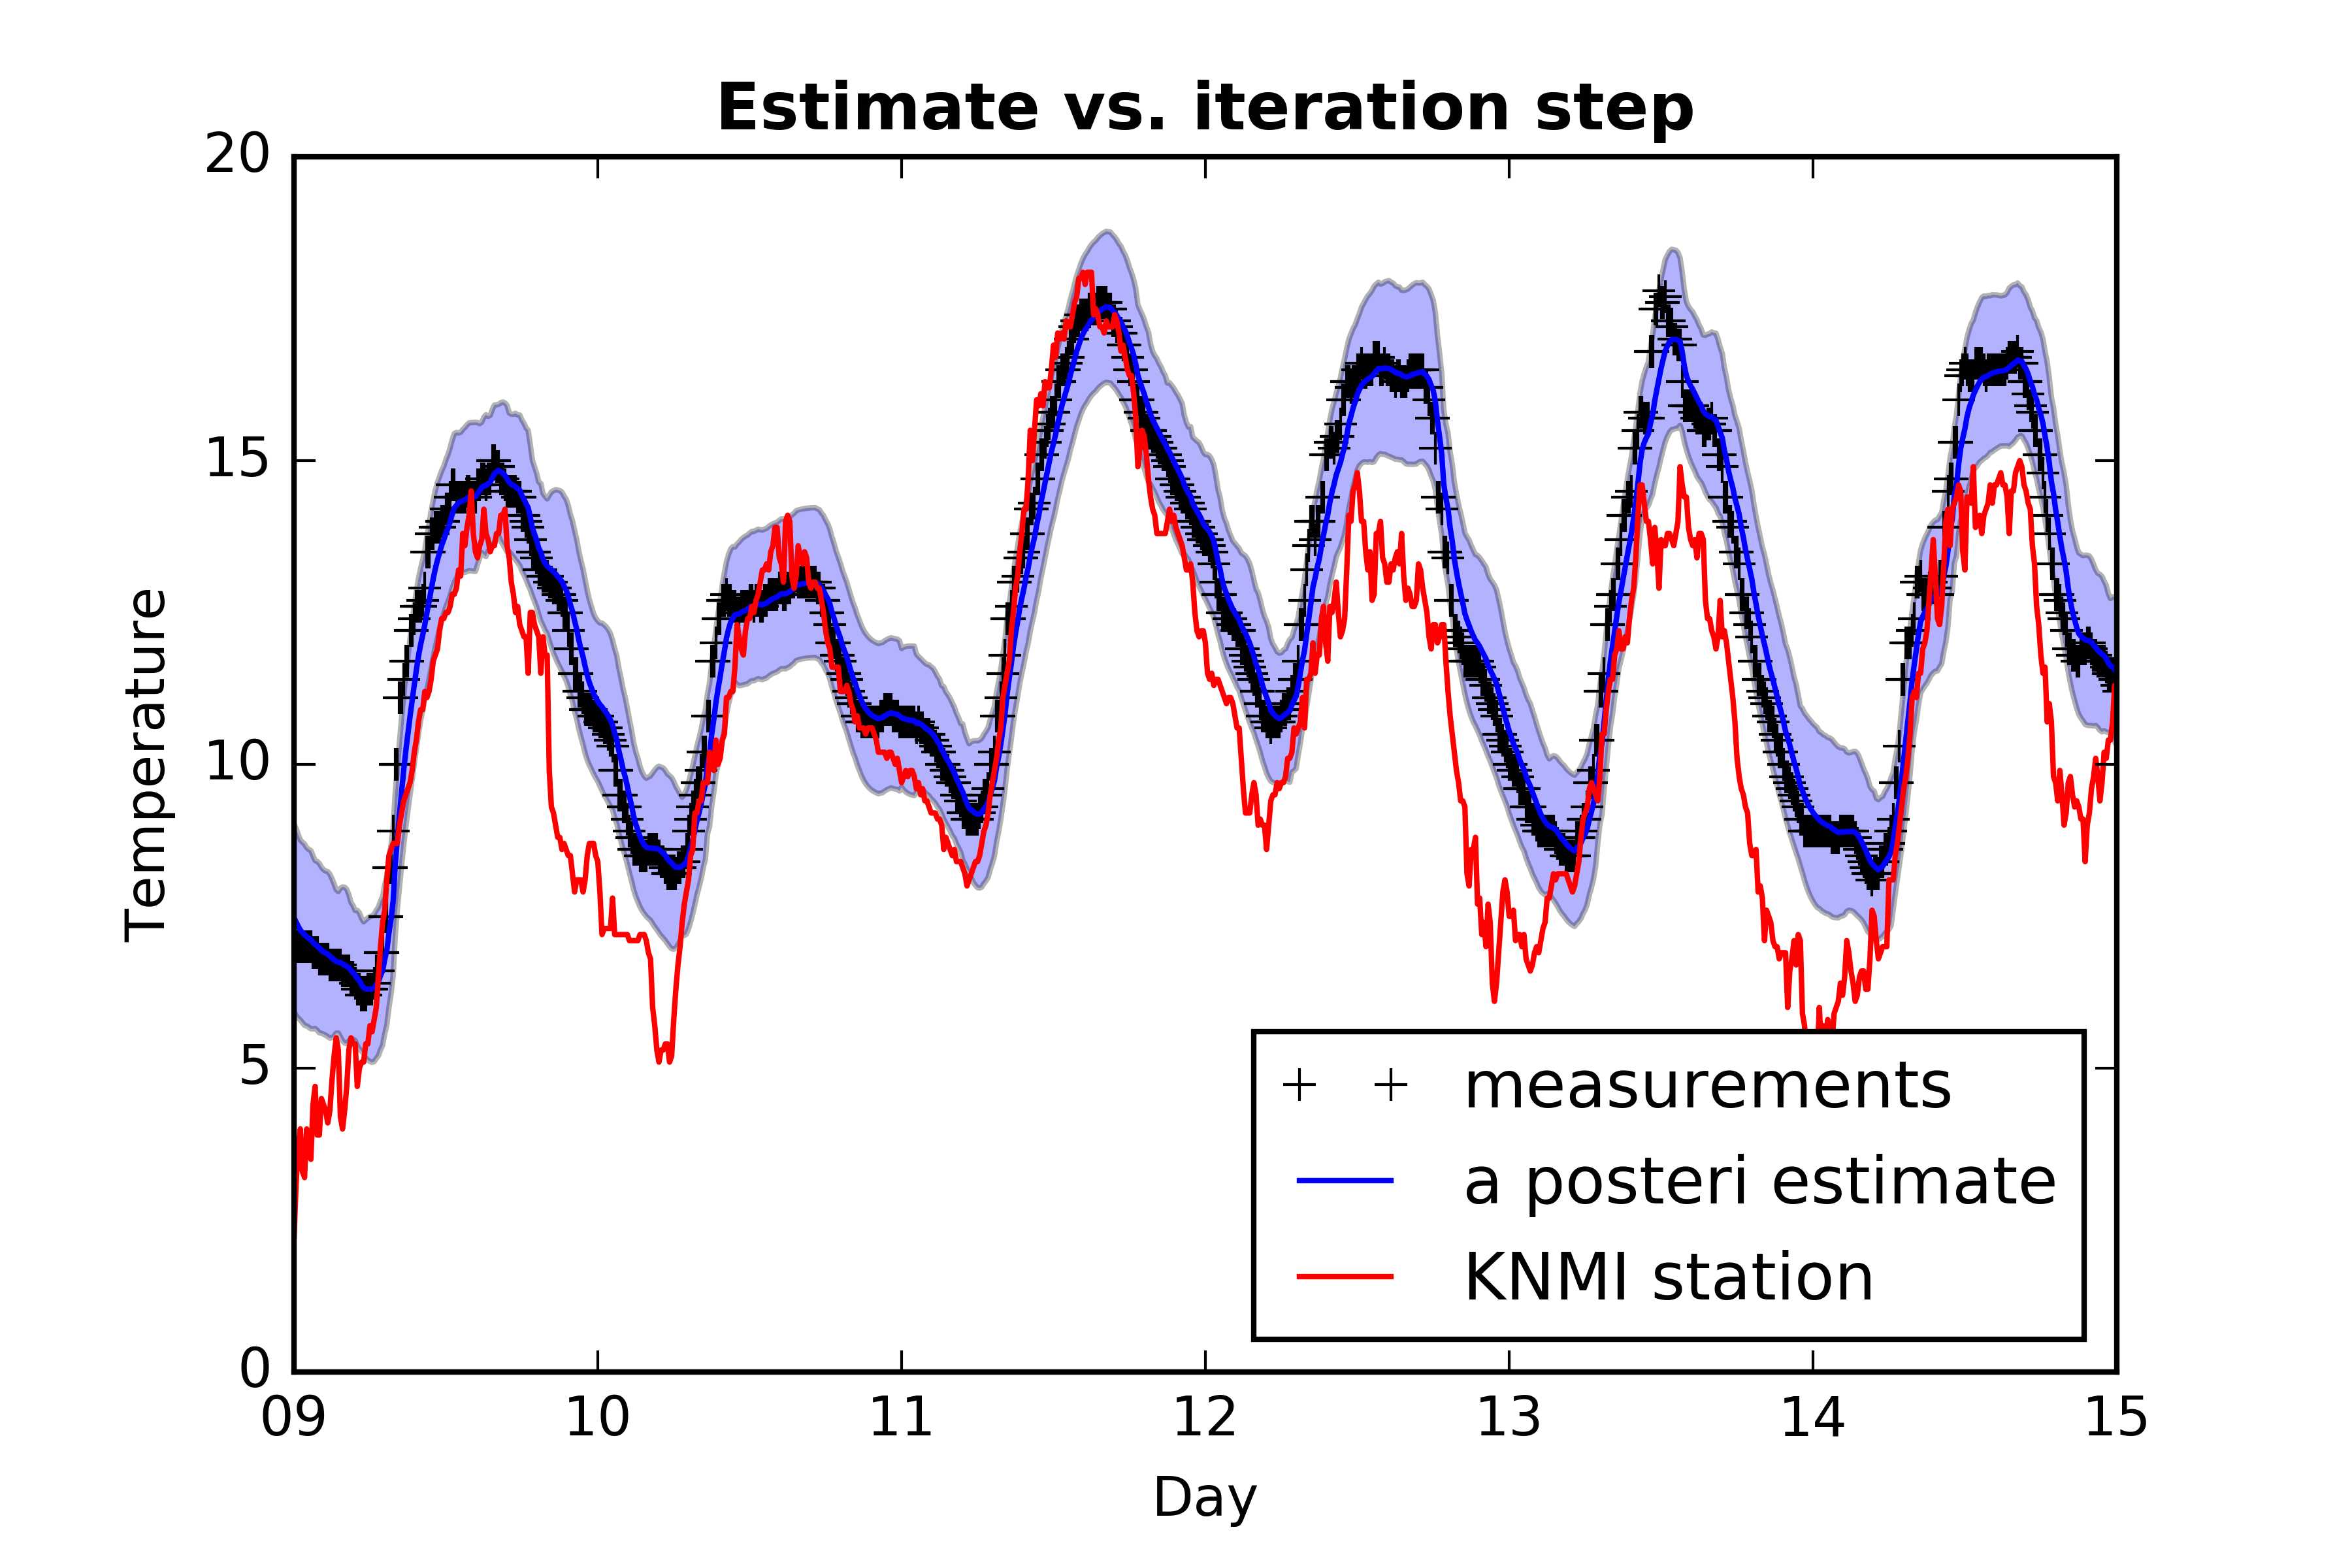 Estimate vs. iteration step
20
15
10
5
0
Temperature
measurements
a posteri estimate
KNMI station
09 10 11 12 13 14 15
Day